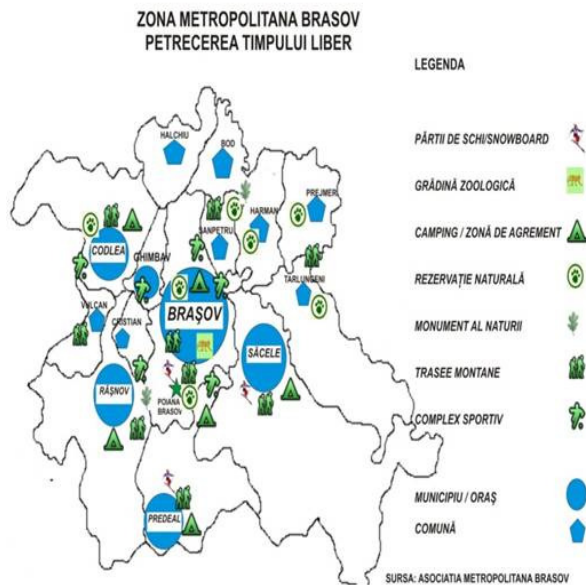 ZONA METROPOLITANA BRASOV
PETRECEREA TIMPULUI LIBER
LEGENDA
PÂRTII DE SCHI/SNOWBOARD
GRĂDINĂ ZOOLOGICĂ
CAMPING / ZONĂ DE AGREMENT
REZERVAȚIE NATURALĂ
MONUMENT AL NATURII
TRASEE MONTANE
COMPLEX SPORTIV
MUNICIPIU / ORAȘ
COMUNĂ
HALCHIU
BOD
PREJMER
HARMAN
SANPETRU
CODLEA
GHIMBAV
TARLUNGENI
VULCAN
CRISTIAN
BRAȘOV
SĂCELE
RÂȘNOV
POIANA
BRASOV
PREDEAL
SURSA: ASOCIATIA METROPOLITANA BRASOV